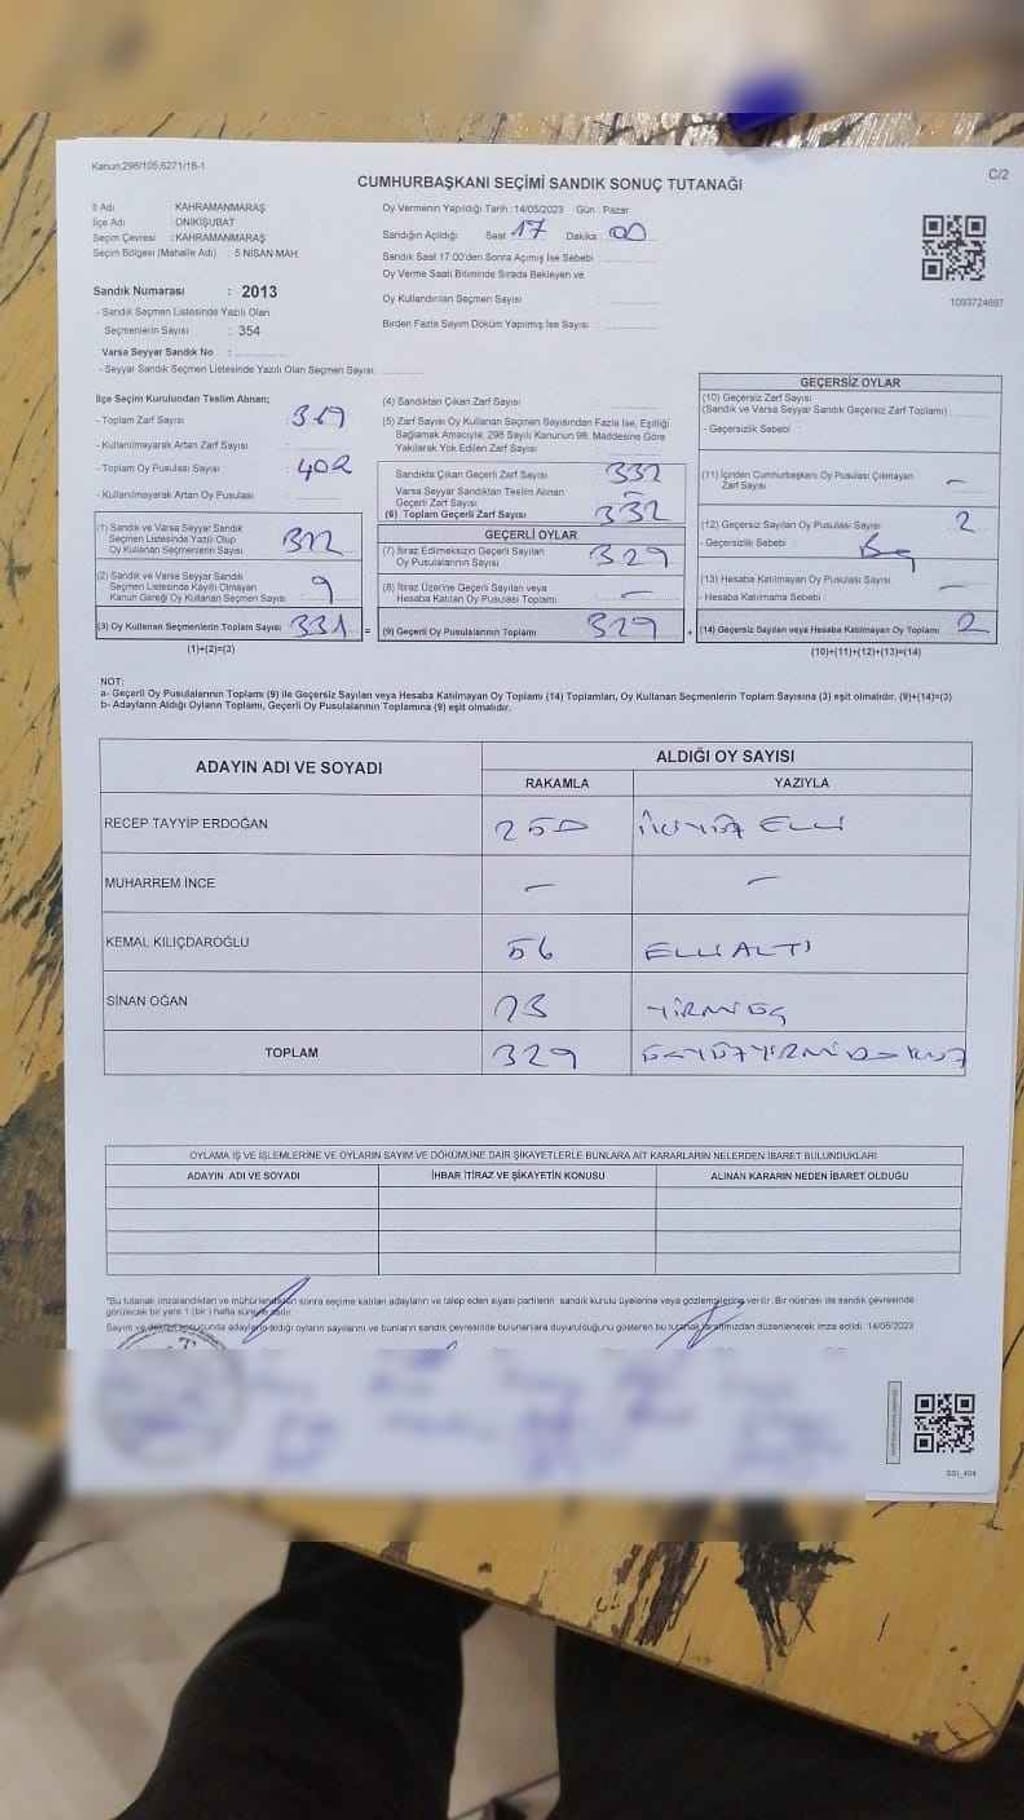 Kanun:298/105,6271/18-1
C/2
CUMHURBAŞKANI SEÇİMİ SANDIK SONUÇ TUTANAĞI
İl Adı : KAHRAMANMARAŞ
İlçe Adı : ONİKİŞUBAT
Seçim Çevresi : KAHRAMANMARAŞ
Seçim Bölgesi (Mahalle Adı) : 5 NİSAN MAH.
Sandık Numarası : 2013
- Sandık Seçmen Listesinde Yazılı Olan
Seçmenlerin Sayısı : 354
Varsa Seyyar Sandık No :
- Seyyar Sandık Seçmen Listesinde Yazılı Olan Seçmen Sayısı
Oy Vermenin Yapıldığı Tarih :14/05/2023 Gün : Pazar
Sandığın Açıldığı Saat 17 Dakika 00
Sandık Saat 17.00'den Sonra Açımış İse Sebebi
Oy Verme Saati Bitiminde Sırada Bekleyen ve
Oy Kullandırılan Seçmen Sayısı
Birden Fazla Sayım Döküm Yapılmış İse Sayısı
1093724697
İlçe Seçim Kurulundan Teslim Alınan;
- Toplam Zarf Sayısı
- Kullanılmayarak Artan Zarf Sayısı
- Toplam Oy Pusulası Sayısı : 402
- Kullanılmayarak Artan Oy Pusulası
(1) Sandık ve Varsa Seyyar Sandık
Seçmen Listesinde Yazılı Olup
Oy Kullanan Seçmenlerin Sayısı 322
(2) Sandık ve Varsa Seyyar Sandık
Seçmen Listesinde Kayıtlı Olmayan
Kanun Gereği Oy Kullanan Seçmen Sayısı 9
(3) Oy Kullanan Seçmenlerin Toplam Sayısı 331 =
(1)+(2)=(3)
(4) Sandıktan Çıkan Zarf Sayısı
(5) Zarf Sayısı Oy Kullanan Seçmen Sayısından Fazla İse, Eşitliği
Sağlamak Amacıyla, 298 Sayılı Kanunun 98. Maddesine Göre
Yakılarak Yok Edilen Zarf Sayısı
Sandıkta Çıkan Geçerli Zarf Sayısı 332
Varsa Seyyar Sandıktan Teslim Alınan
Geçerli Zarf Sayısı –
(6) Toplam Geçerli Zarf Sayısı 332
GEÇERLİ OYLAR
(7) İtiraz Edilmeksizin Geçerli Sayılan
Oy Pusulalarının Sayısı 329
(8) İtiraz Üzerine Geçerli Sayılan veya
Hesaba Katılan Oy Pusulası Toplamı –
(9) Geçerli Oy Pusulalarının Toplamı 329 +
GEÇERSİZ OYLAR
(10) Geçersiz Zarf Sayısı
(Sandık ve Varsa Seyyar Sandık Geçersiz Zarf Toplamı)
- Geçersizlik Sebebi
(11) İçinden Cumhurbaşkanı Oy Pusulası Çıkmayan
Zarf Sayısı –
(12) Geçersiz Sayılan Oy Pusulası Sayısı 2
- Geçersizlik Sebebi
(13) Hesaba Katılmayan Oy Pusulası Sayısı –
- Hesaba Katılmama Sebebi
(14) Geçersiz Sayılan veya Hesaba Katılmayan Oy Toplamı 2
(10)+(11)+(12)+(13)=(14)
NOT:
a- Geçerli Oy Pusulalarının Toplamı (9) ile Geçersiz Sayılan veya Hesaba Katılmayan Oy Toplamı (14) Toplamları, Oy Kullanan Seçmenlerin Toplam Sayısına (3) eşit olmalıdır. (9)+(14)=(3)
b- Adayların Aldığı Oyların Toplamı, Geçerli Oy Pusulalarının Toplamına (9) eşit olmalıdır.
ADAYIN ADI VE SOYADI
ALDIĞI OY SAYISI
RAKAMLA YAZIYLA
RECEP TAYYİP ERDOĞAN 250 İKİYÜZ ELLİ
MUHARREM İNCE – –
KEMAL KILIÇDAROĞLU 56 ELLİ ALTI
SİNAN OĞAN 23 YİRMİ ÜÇ
TOPLAM 329 ÜÇYÜZ YİRMİ DOKUZ
OYLAMA İŞ VE İŞLEMLERİNE VE OYLARIN SAYIM VE DÖKÜMÜNE DAİR ŞİKAYETLERLE BUNLARA AİT KARARLARIN NELERDEN İBARET BULUNDUKLARI
ADAYIN ADI VE SOYADI İHBAR İTİRAZ VE ŞİKAYETİN KONUSU ALINAN KARARIN NEDEN İBARET OLDUĞU
"Bu tutanak imzalandıktan ve mühürlendikten sonra seçime katılan adayların ve talep eden siyasi partilerin sandık kurulu üyelerine veya gözlemcilerine verilir. Bir nüshası ile sandık çevresinde
görülecek bir yere 1 (bir) hafta süreyle asılır.
Sayım ve döküm sonucunda adayların aldığı oyların sayılarını ve bunların sandık çevresinde bulunanlara duyurulduğunu gösteren bu tutanak tarafımızdan düzenlenerek imza edildi. 14/05/2023